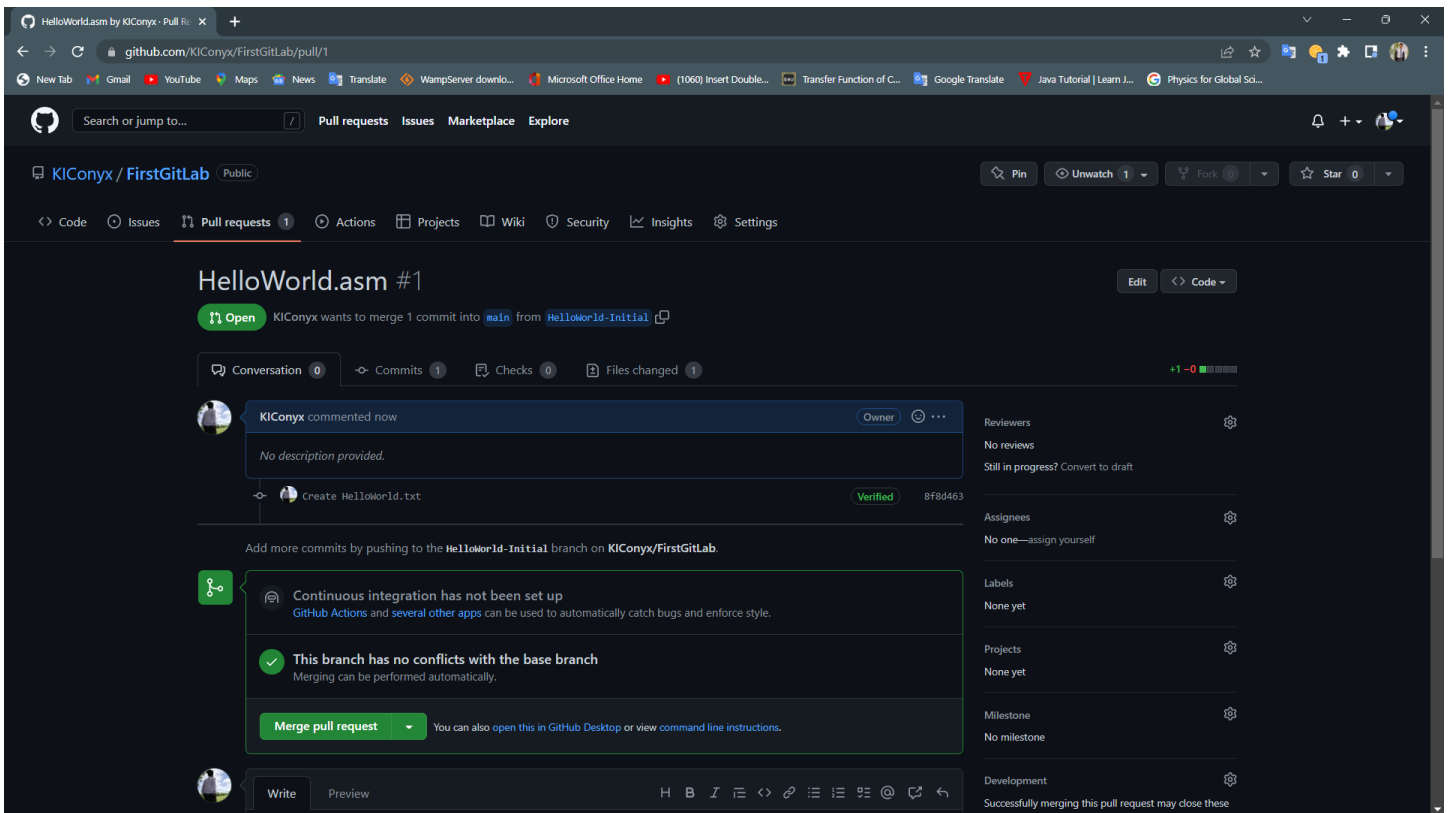 HelloWorld.asm by KIConyx · Pull Re
github.com/KIConyx/FirstGitLab/pull/1
New Tab Gmail YouTube Maps News Translate WampServer downlo... Microsoft Office Home (1060) Insert Double... Transfer Function of C... Google Translate Java Tutorial | Learn J... Physics for Global Sci...
Search or jump to... / Pull requests Issues Marketplace Explore
KIConyx / FirstGitLab Public Pin Unwatch 1 Fork 0 Star 0
Code Issues Pull requests 1 Actions Projects Wiki Security Insights Settings
HelloWorld.asm #1 Edit Code
Open KIConyx wants to merge 1 commit into main from HelloWorld-Initial
Conversation 0 Commits 1 Checks 0 Files changed 1 +1 −0
KIConyx commented now Owner ...
No description provided.
Create HelloWorld.txt Verified 8f8d463
Add more commits by pushing to the HelloWorld-Initial branch on KIConyx/FirstGitLab.
Continuous integration has not been set up
GitHub Actions and several other apps can be used to automatically catch bugs and enforce style.
This branch has no conflicts with the base branch
Merging can be performed automatically.
Merge pull request You can also open this in GitHub Desktop or view command line instructions.
Write Preview H B I @
Reviewers
No reviews
Still in progress? Convert to draft
Assignees
No one—assign yourself
Labels
None yet
Projects
None yet
Milestone
No milestone
Development
Successfully merging this pull request may close these